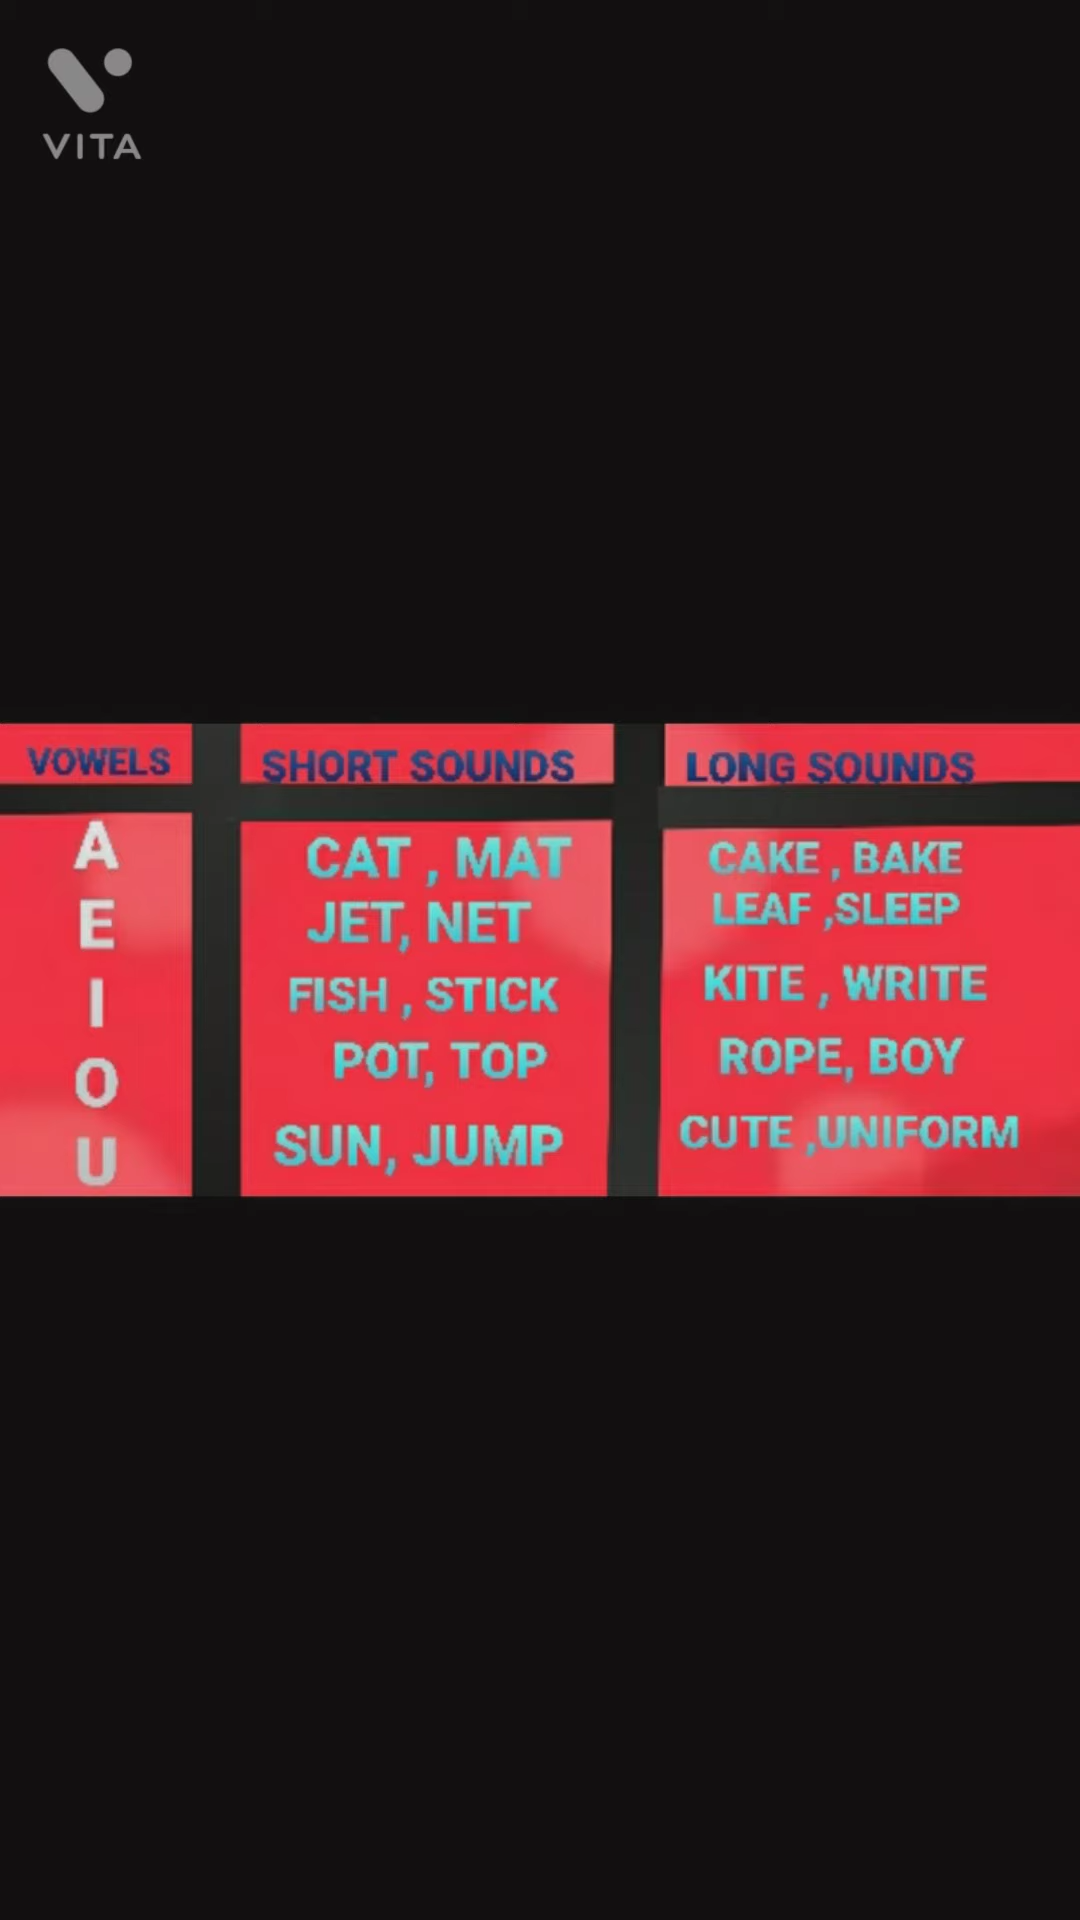 VITA
VOWELS SHORT SOUNDS LONG SOUNDS
A CAT , MAT CAKE , BAKE
E JET, NET LEAF ,SLEEP
I FISH , STICK KITE , WRITE
O POT, TOP ROPE, BOY
U SUN, JUMP CUTE ,UNIFORM